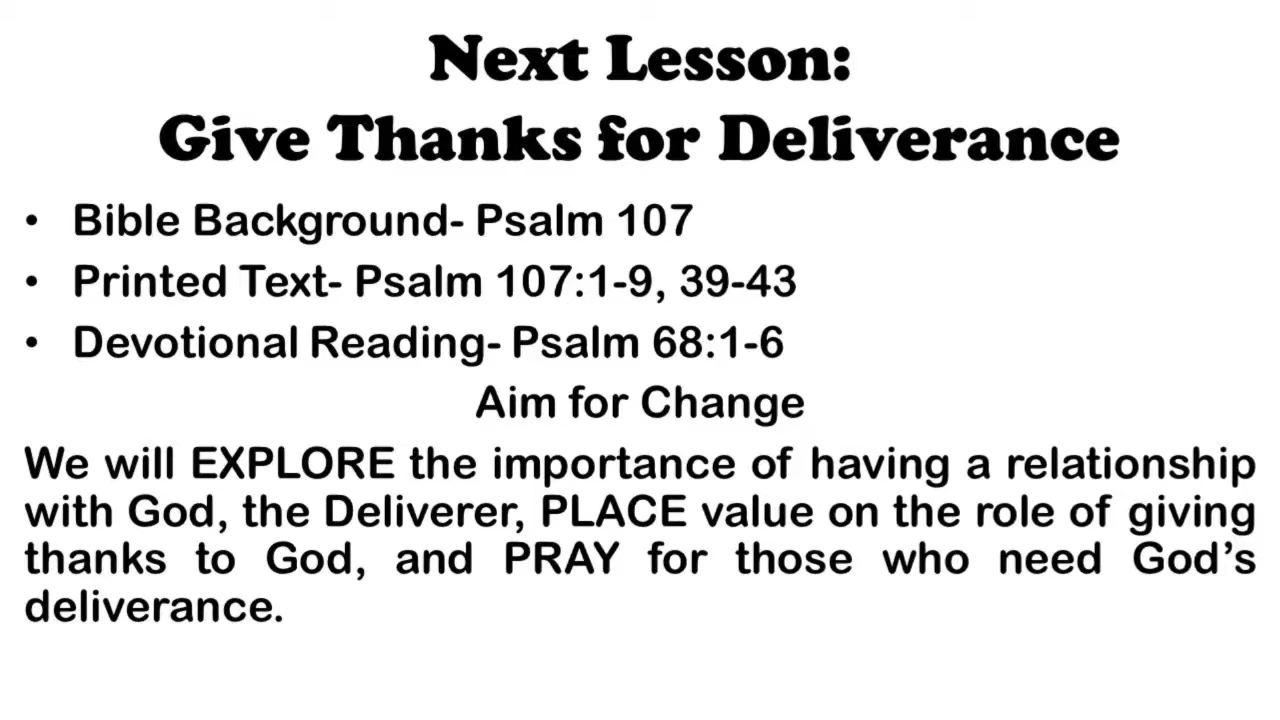 Next Lesson:
Give Thanks for Deliverance
• Bible Background- Psalm 107
• Printed Text- Psalm 107:1-9, 39-43
• Devotional Reading- Psalm 68:1-6
Aim for Change
We will EXPLORE the importance of having a relationship
with God, the Deliverer, PLACE value on the role of giving
thanks to God, and PRAY for those who need God’s
deliverance.